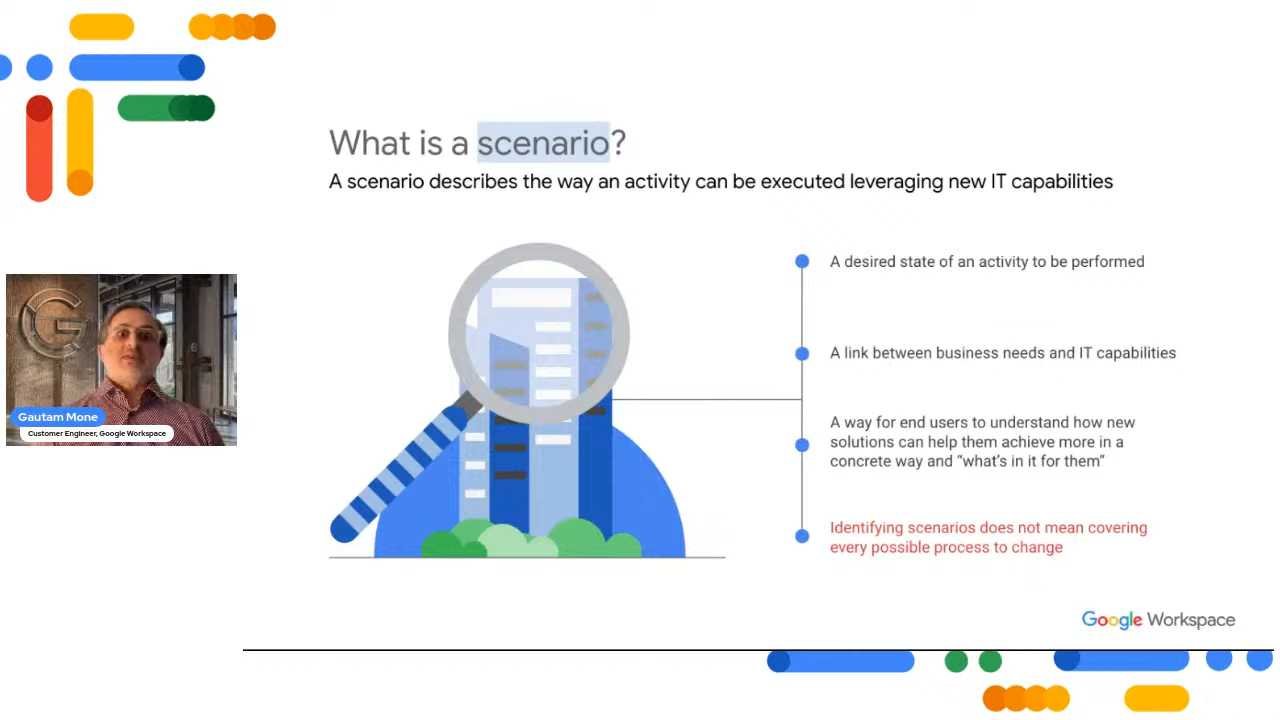 What is a scenario?
A scenario describes the way an activity can be executed leveraging new IT capabilities
A desired state of an activity to be performed
A link between business needs and IT capabilities
A way for end users to understand how new
solutions can help them achieve more in a
concrete way and “what’s in it for them”
Identifying scenarios does not mean covering
every possible process to change
G
Gautam Mone
Customer Engineer, Google Workspace
Google Workspace